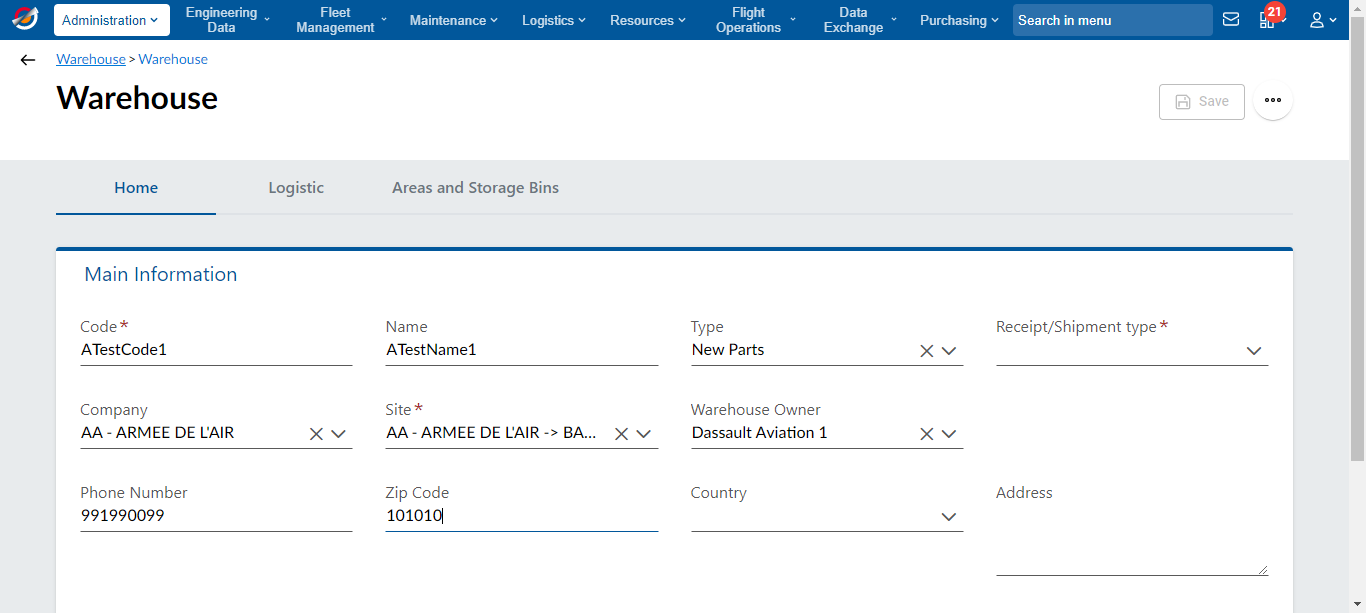 Administration
Engineering Data
Fleet Management
Maintenance
Logistics
Resources
Flight Operations
Data Exchange
Purchasing
Search in menu
21
Warehouse > Warehouse
Warehouse
Save
Home
Logistic
Areas and Storage Bins
Main Information
Code*
ATestCode1
Name
ATestName1
Type
New Parts
Receipt/Shipment type*
Company
AA - ARMEE DE L'AIR
Site*
AA - ARMEE DE L'AIR -> BA...
Warehouse Owner
Dassault Aviation 1
Phone Number
991990099
Zip Code
101010
Country
Address